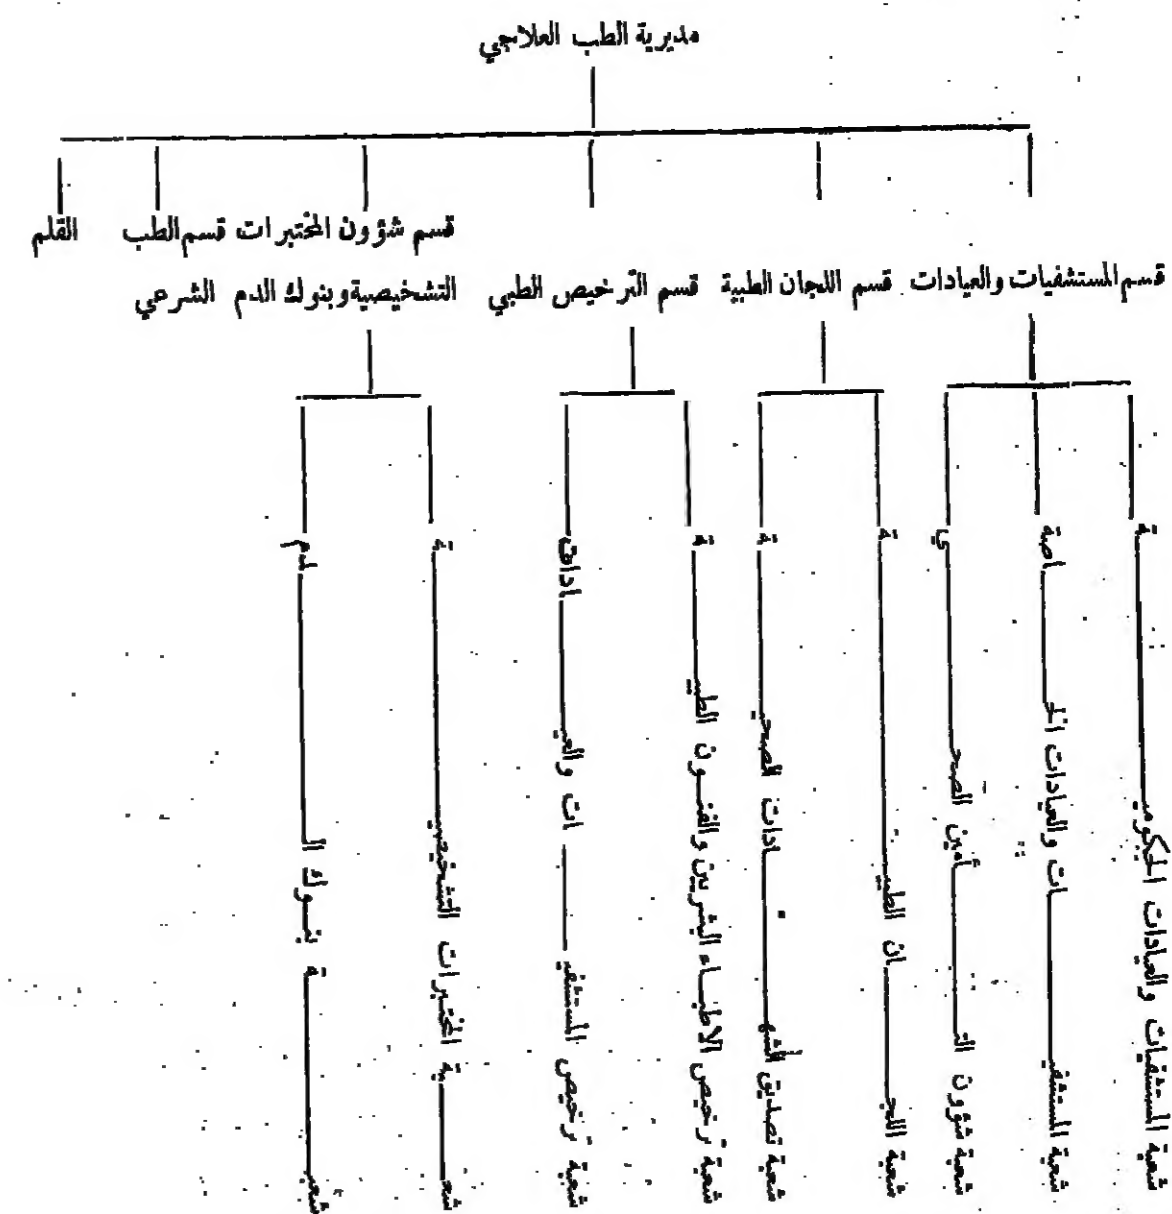 مديرية الطب العلاجي
قسم شؤون المختبرات قسم الطب القلم
قسم المستشفيات والعيادات قسم اللجان الطبية قسم الترخيص الطبي التشخيصية وبنوك الدم الشرعي
شعبة المستشفيات والعيادات الحكومية
شعبة المستشفيات والعيادات الخاصة
شعبة شؤون التأمين الصحي
شعبة اللجان الطبية
شعبة تصديق الشهادات الصحية
شعبة ترخيص الاطباء البشريين والفنون الطبية
شعبة ترخيص المستشفيات والعيادات
شعبة المختبرات التشخيصية
شعبة بنوك الدم